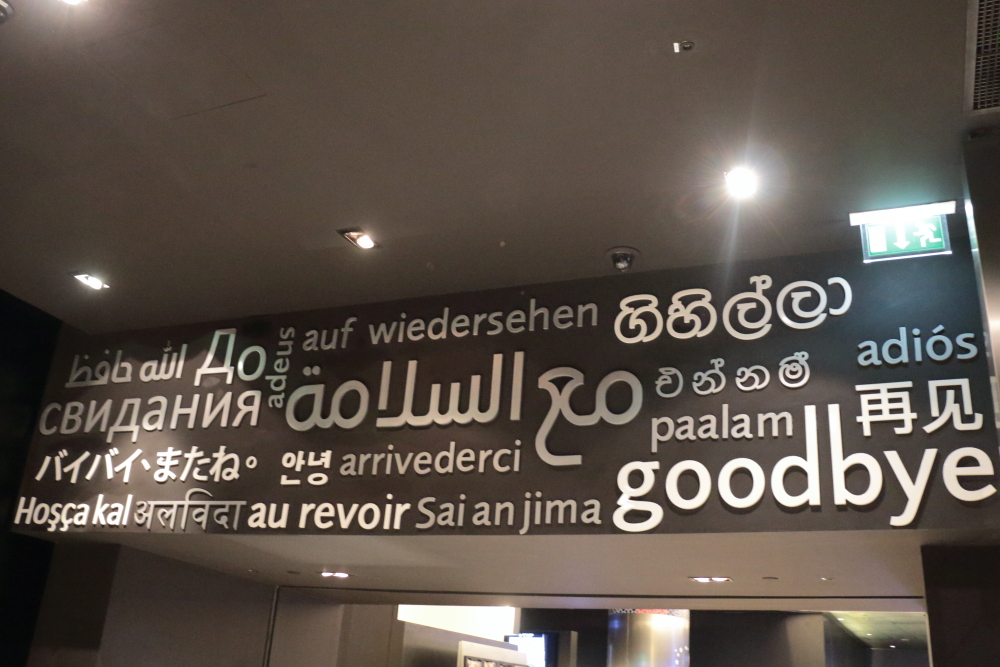 الله حافظ
До
свидания
adeus
auf wiedersehen
ගිහිල්ලා
එන්නම්
adiós
مع السلامة
paalam
再见
バイバイ·またね。
안녕
arrivederci
goodbye
Hoşça kal
अलविदा
au revoir
Sai an jima